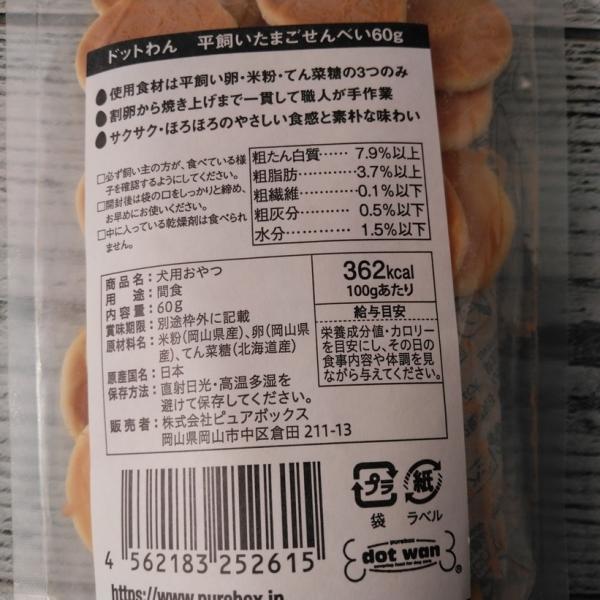 ドットわん 平飼いたまごせんべい60g
●使用食材は平飼い卵・米粉・てん菜糖の3つのみ
●割卵から焼き上げまで一貫して職人が手作業
●サクサク・ほろほろのやさしい食感と素朴な味わい
□必ず飼い主の方が、食べている様
子を確認するようにしてください。
□開封後は袋の口をしっかりと締め、
お早めにお使いください。
□中に入っている乾燥剤は食べられ
ません。
粗たん白質…… 7.9%以上
粗脂肪………… 3.7%以上
粗繊維………… 0.1%以下
粗灰分………… 0.5%以下
水分…………… 1.5%以下
商品名：犬用おやつ
用途：間食
内容量：60g
賞味期限：別途枠外に記載
原材料名：米粉(岡山県産)、卵(岡山県
産)、てん菜糖(北海道産)
原産国名：日本
保存方法：直射日光・高温多湿を
避けて保存してください。
販売者：株式会社ピュアボックス
岡山県岡山市中区倉田 211-13
362kcal
100gあたり
給与目安
栄養成分値・カロリー
を目安にし、その日の
食事内容や体調を見
ながら与えてください。
プラ
袋
紙
ラベル
4 562183 252615
purebox
dot wan
®
https://www.purebox.jp